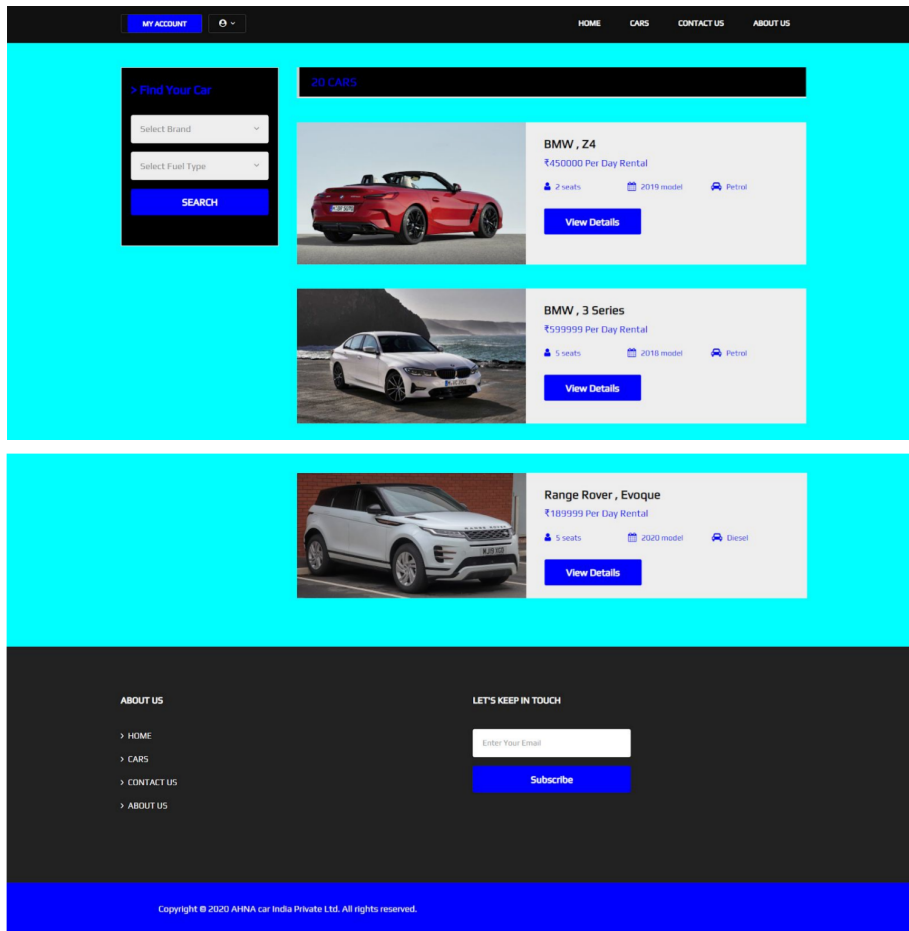 MY ACCOUNT
HOME CARS CONTACT US ABOUT US
> Find Your Car
Select Brand
Select Fuel Type
SEARCH
20 CARS
BMW , Z4
₹450000 Per Day Rental
2 seats 2019 model Petrol
View Details
BMW , 3 Series
₹599999 Per Day Rental
5 seats 2018 model Petrol
View Details
Range Rover , Evoque
₹189999 Per Day Rental
5 seats 2020 model Diesel
View Details
RANGE ROVER
ABOUT US
> HOME
> CARS
> CONTACT US
> ABOUT US
LET'S KEEP IN TOUCH
Enter Your Email
Subscribe
Copyright © 2020 AHNA car India Private Ltd. All rights reserved.